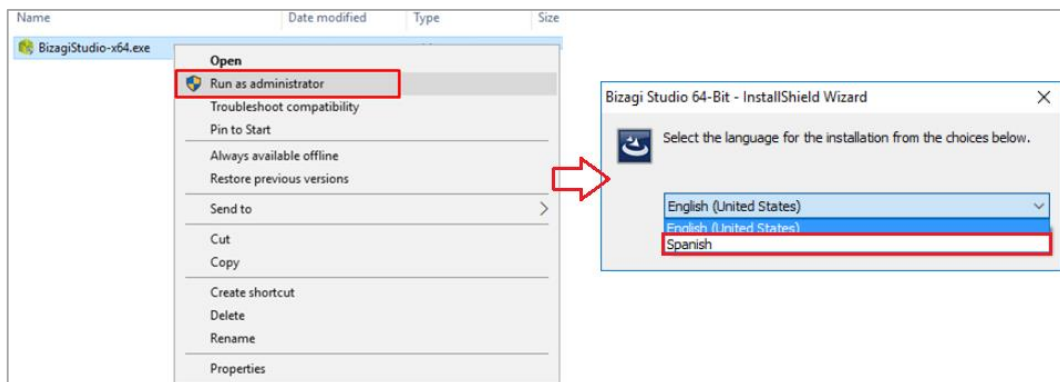 Name Date modified Type Size
BizagiStudio-x64.exe
Open
Run as administrator
Troubleshoot compatibility
Pin to Start
Always available offline
Restore previous versions
Send to
Cut
Copy
Create shortcut
Delete
Rename
Properties
Bizagi Studio 64-Bit - InstallShield Wizard
Select the language for the installation from the choices below.
English (United States)
English (United States)
Spanish